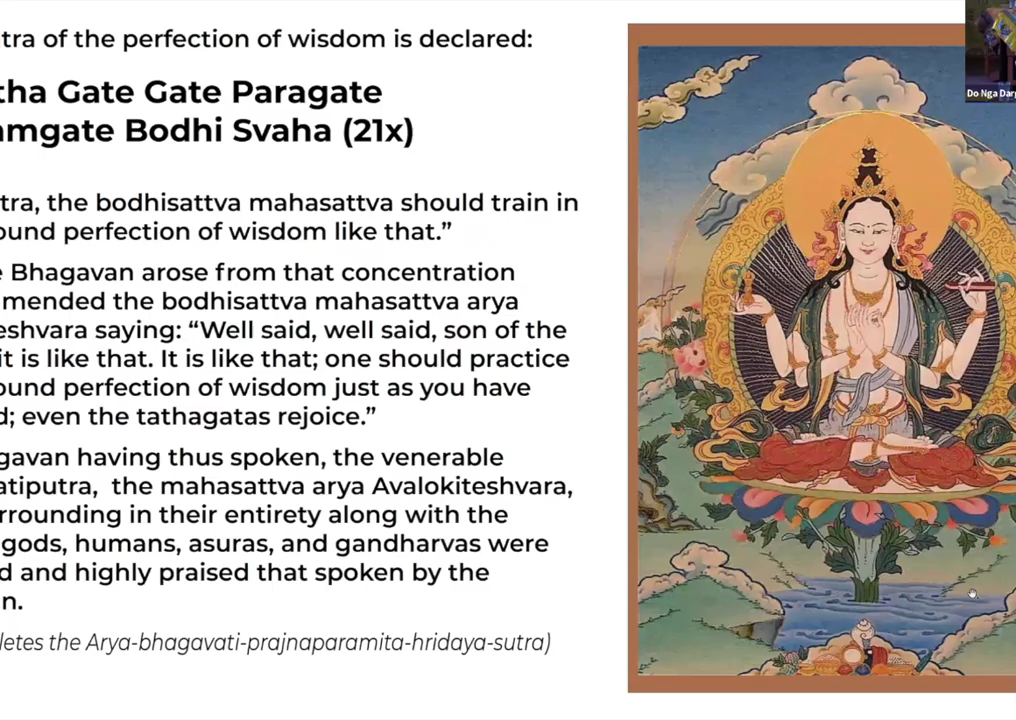 tra of the perfection of wisdom is declared:
tha Gate Gate Paragate
amgate Bodhi Svaha (21x)
tra, the bodhisattva mahasattva should train in
ound perfection of wisdom like that.”
e Bhagavan arose from that concentration
mmended the bodhisattva mahasattva arya
eshvara saying: “Well said, well said, son of the
it is like that. It is like that; one should practice
ound perfection of wisdom just as you have
d; even the tathagatas rejoice.”
gavan having thus spoken, the venerable
atiputra, the mahasattva arya Avalokiteshvara,
rrounding in their entirety along with the
gods, humans, asuras, and gandharvas were
d and highly praised that spoken by the
n.
letes the Arya-bhagavati-prajnaparamita-hridaya-sutra)
Do Nga Darg